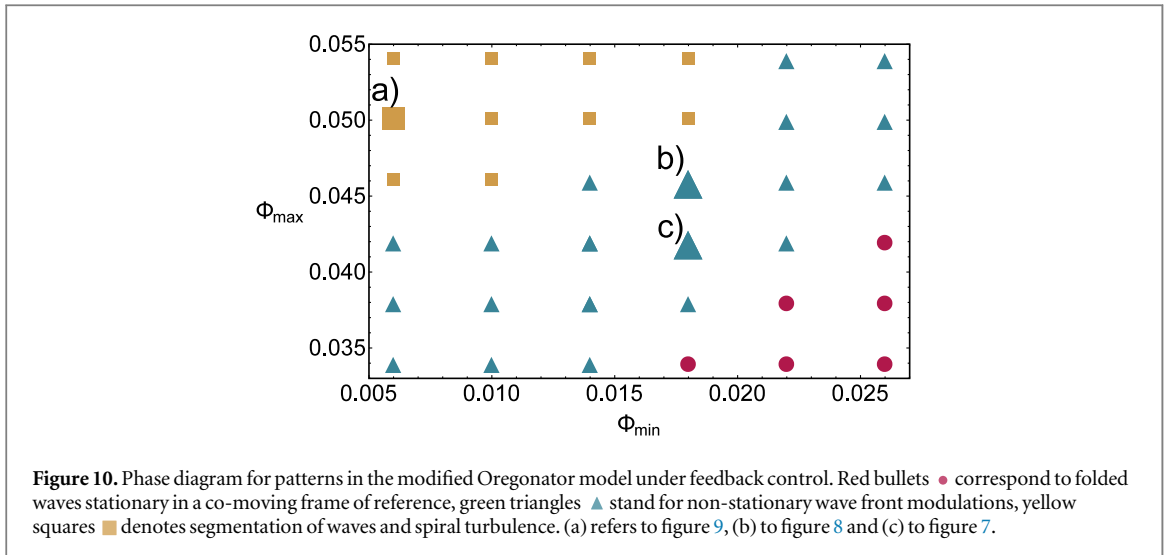 0.055
a)
0.050
b)
0.045
Φmax
c)
0.040
0.035
0.005 0.010 0.015 0.020 0.025
Φmin
Figure 10. Phase diagram for patterns in the modified Oregonator model under feedback control. Red bullets ● correspond to folded
waves stationary in a co-moving frame of reference, green triangles ▲ stand for non-stationary wave front modulations, yellow
squares ■ denotes segmentation of waves and spiral turbulence. (a) refers to figure 9, (b) to figure 8 and (c) to figure 7.